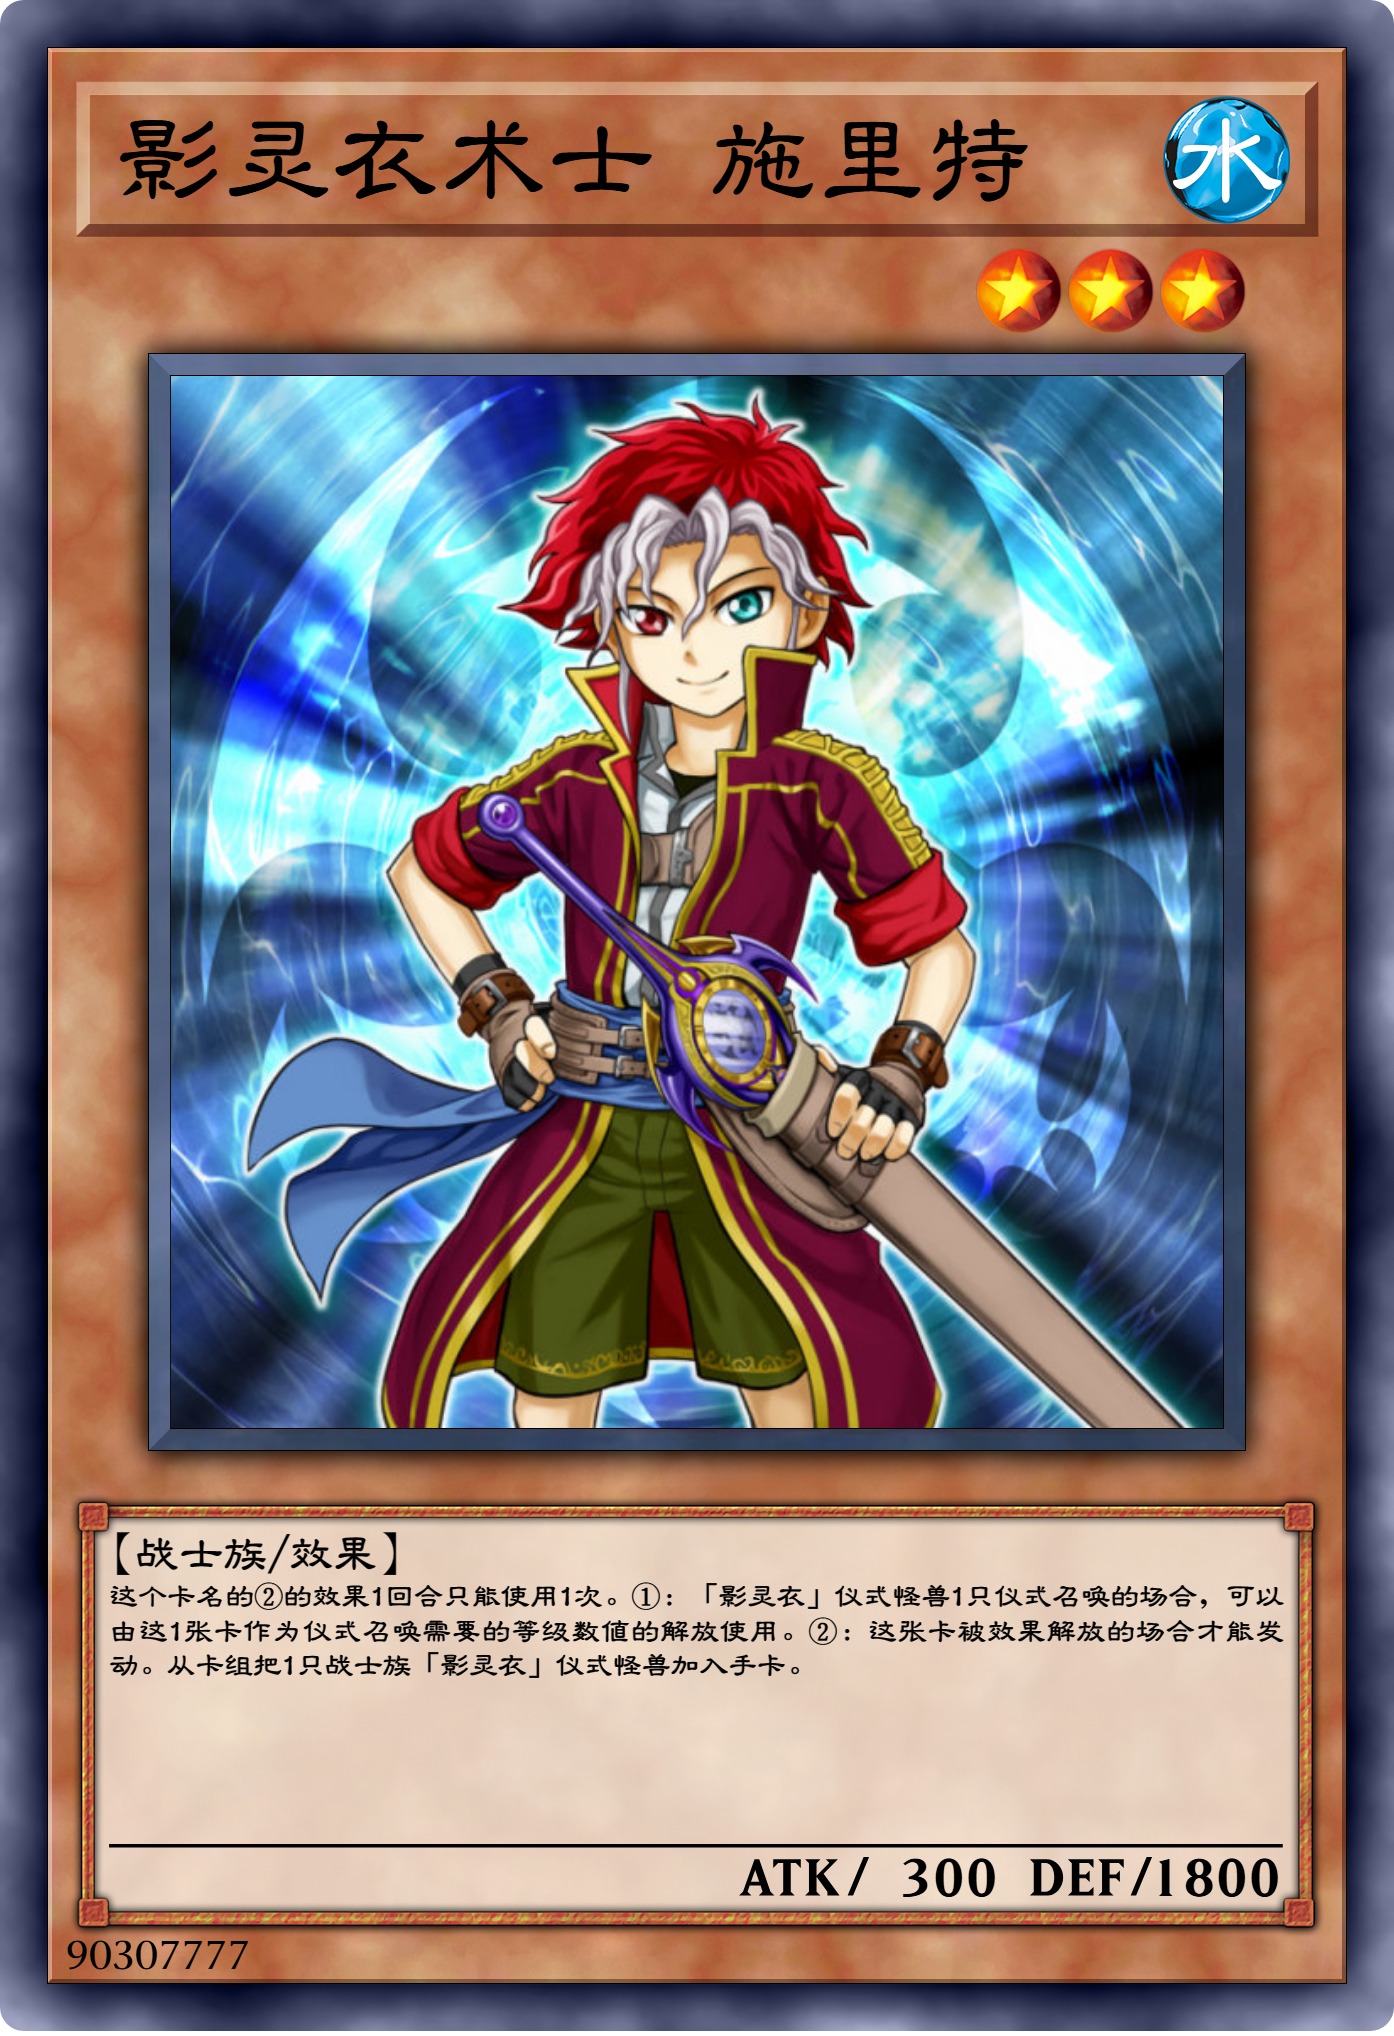 影灵衣术士 施里特
水
【战士族/效果】
这个卡名的②的效果1回合只能使用1次。①：「影灵衣」仪式怪兽1只仪式召唤的场合，可以
由这1张卡作为仪式召唤需要的等级数值的解放使用。②：这张卡被效果解放的场合才能发
动。从卡组把1只战士族「影灵衣」仪式怪兽加入手卡。
ATK/ 300 DEF/1800
90307777